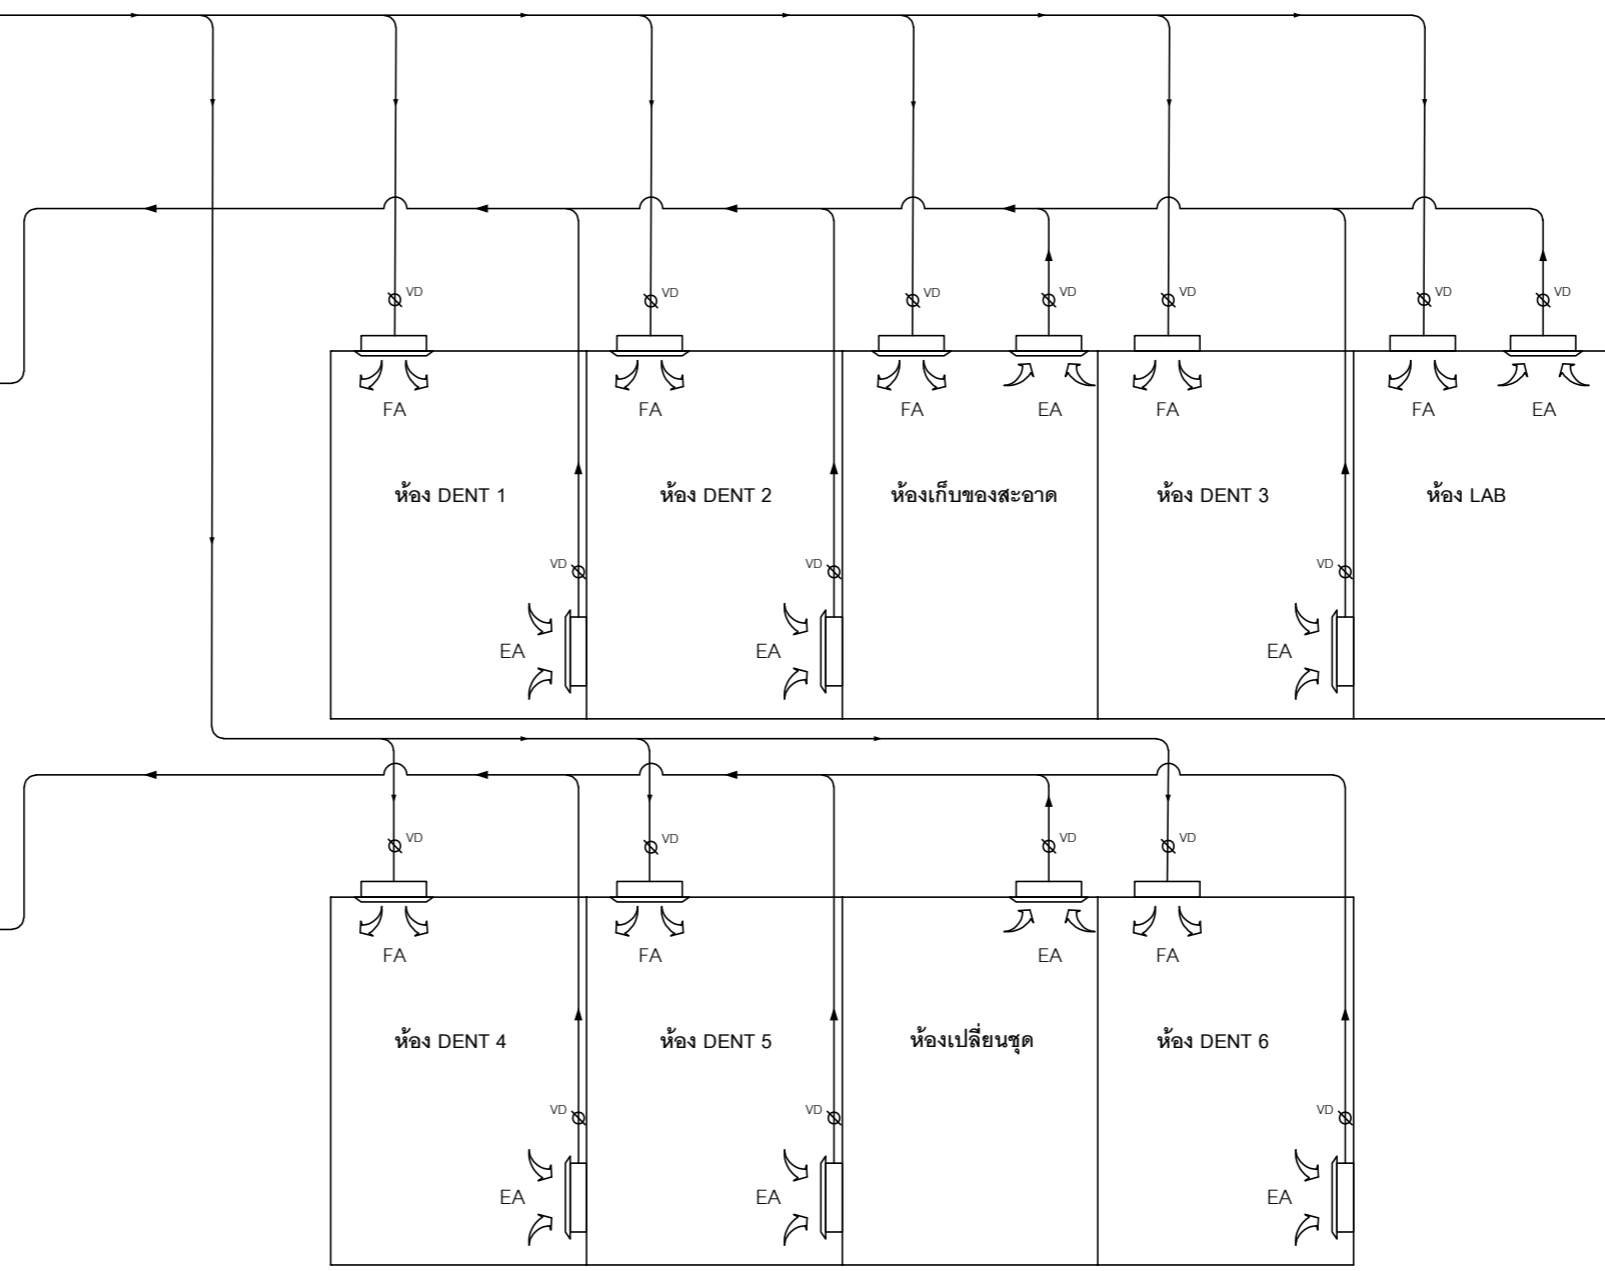 VD VD VD VD VD VD VD
FA FA FA EA FA FA EA
ห้อง DENT 1 ห้อง DENT 2 ห้องเก็บของสะอาด ห้อง DENT 3 ห้อง LAB
VD VD VD
EA EA EA
VD VD VD VD
FA FA EA FA
ห้อง DENT 4 ห้อง DENT 5 ห้องเปลี่ยนชุด ห้อง DENT 6
VD VD VD
EA EA EA